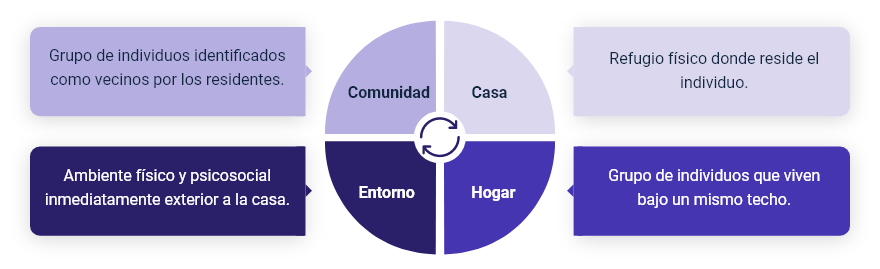 Grupo de individuos identificados
como vecinos por los residentes.
Comunidad
Casa
Refugio físico donde reside el
individuo.
Ambiente físico y psicosocial
inmediatamente exterior a la casa.
Entorno
Hogar
Grupo de individuos que viven
bajo un mismo techo.